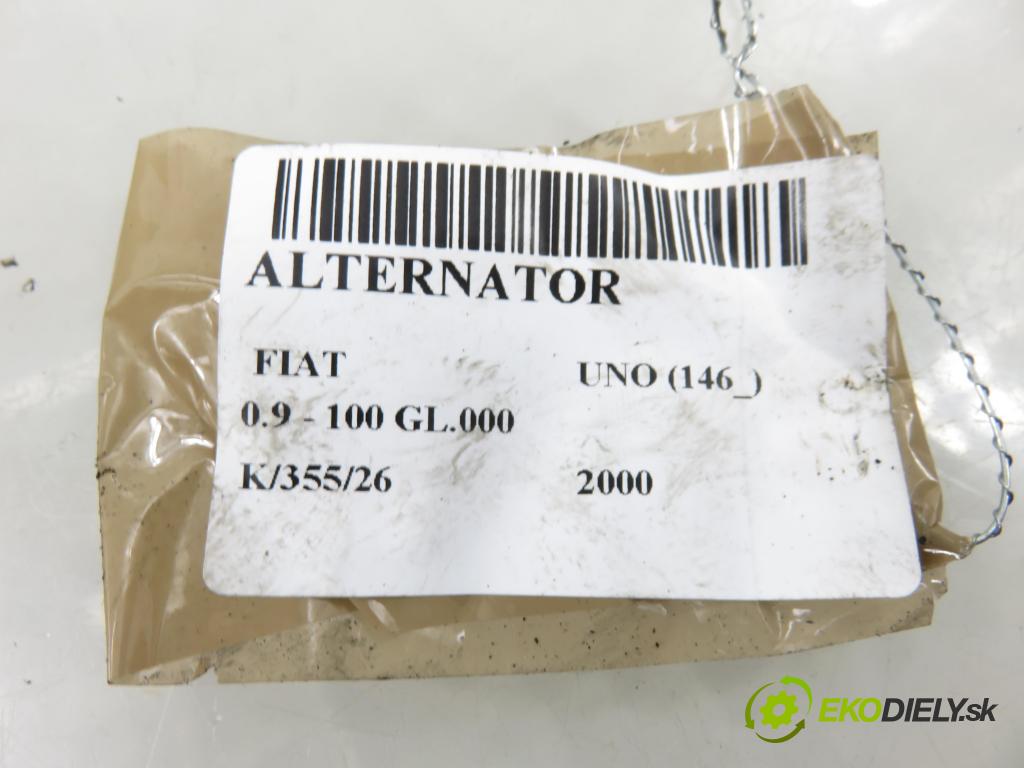 ALTERNATOR
FIAT UNO (146_)
0.9 - 100 GL.000
K/355/26 2000
EKODIELY.sk